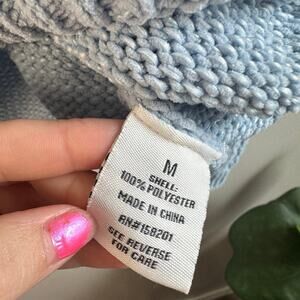 M
SHELL:
100% POLYESTER
MADE IN CHINA
RN#158201
SEE REVERSE
FOR CARE